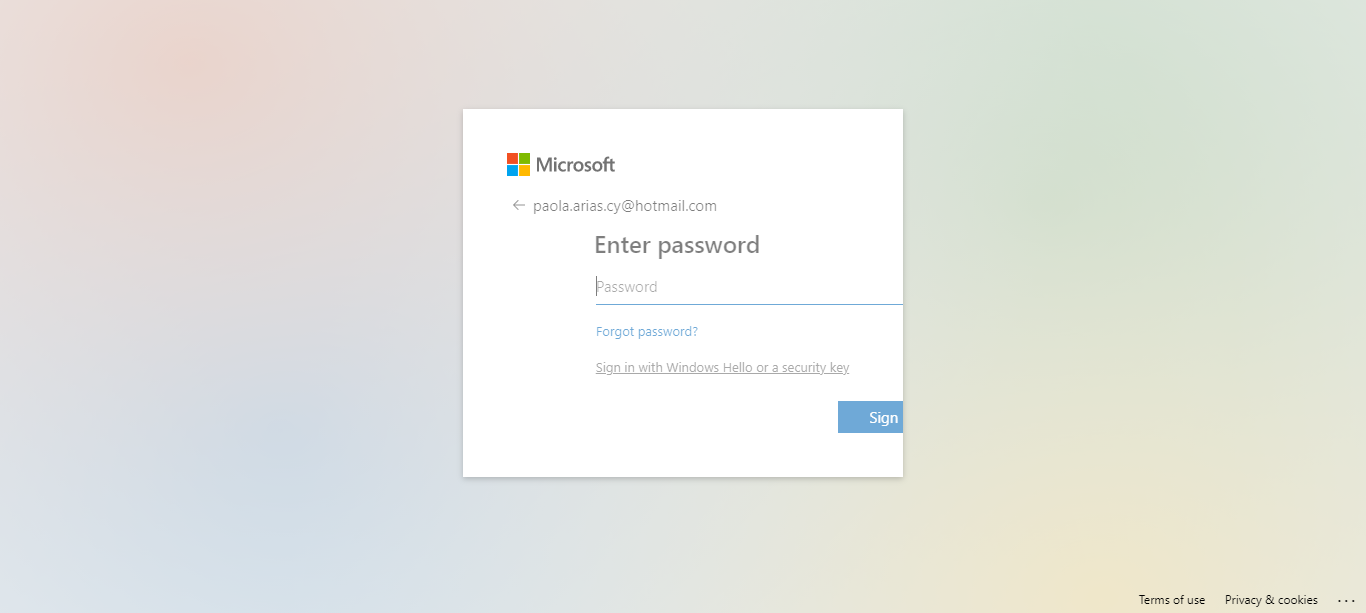 Microsoft
paola.arias.cy@hotmail.com
Enter password
Password
Forgot password?
Sign in with Windows Hello or a security key
Sign
Terms of use Privacy & cookies ...